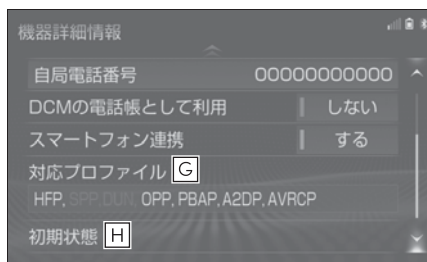 機器詳細情報
自局電話番号 00000000000
DCMの電話帳として利用 しない
スマートフォン連携 する
対応プロファイル G
HFP, SPP, DUN, OPP, PBAP, A2DP, AVRCP
初期状態 H